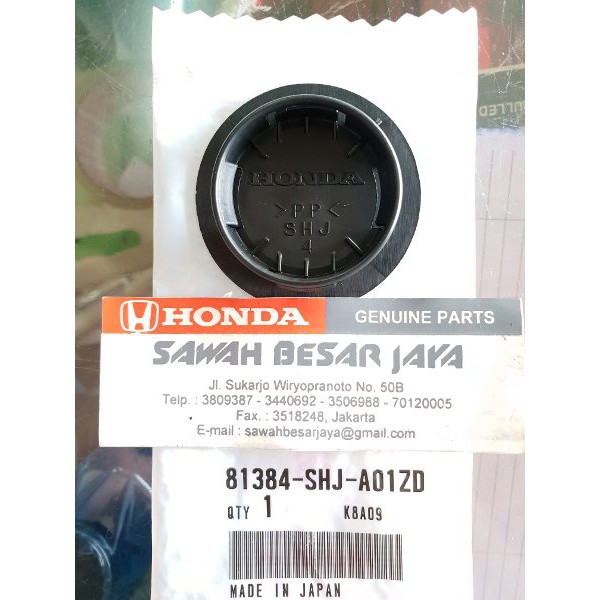 HONDA
>PP<
SHJ
4
HONDA GENUINE PARTS
SAWAH BESAR JAYA
Jl. Sukarjo Wiryopranoto No. 50B
Telp. : 3809387 - 3440692 - 3506988 - 70120005
Fax. : 3518248, Jakarta
E-mail : sawahbesarjaya@gmail.com
81384-SHJ-A01ZD
QTY 1 K8A09
MADE IN JAPAN